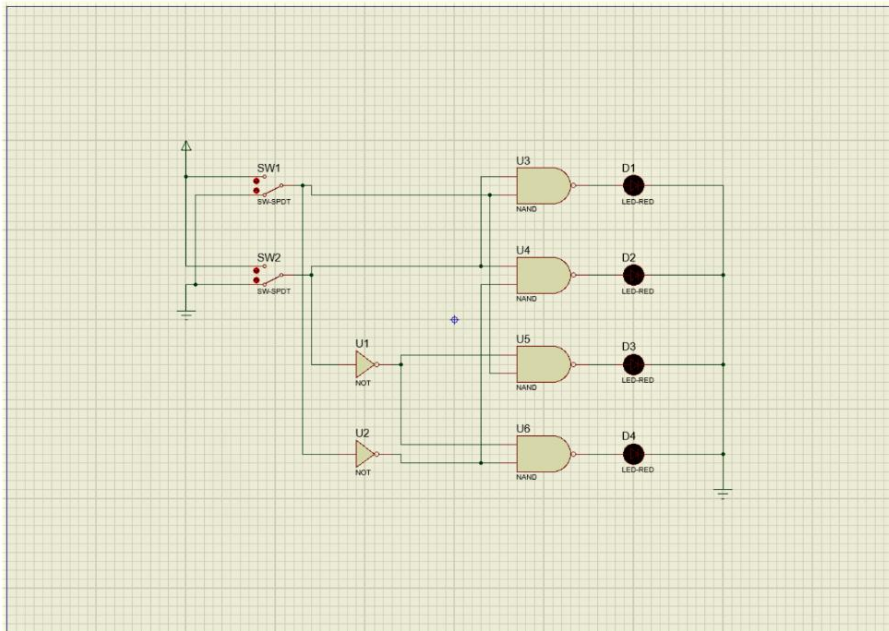 SW1
SW-SPDT
SW2
SW-SPDT
U1
NOT
U2
NOT
U3
NAND
U4
NAND
U5
NAND
U6
NAND
D1
LED-RED
D2
LED-RED
D3
LED-RED
D4
LED-RED